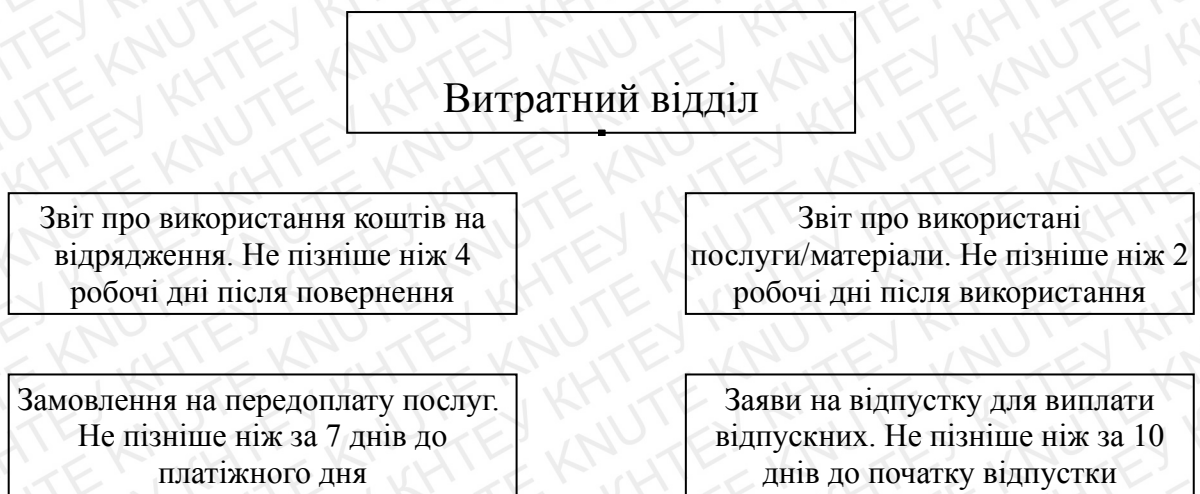 Витратний відділ
Звіт про використання коштів на
відрядження. Не пізніше ніж 4
робочі дні після повернення
Звіт про використані
послуги/матеріали. Не пізніше ніж 2
робочі дні після використання
Замовлення на передоплату послуг.
Не пізніше ніж за 7 днів до
платіжного дня
Заяви на відпустку для виплати
відпускних. Не пізніше ніж за 10
днів до початку відпустки